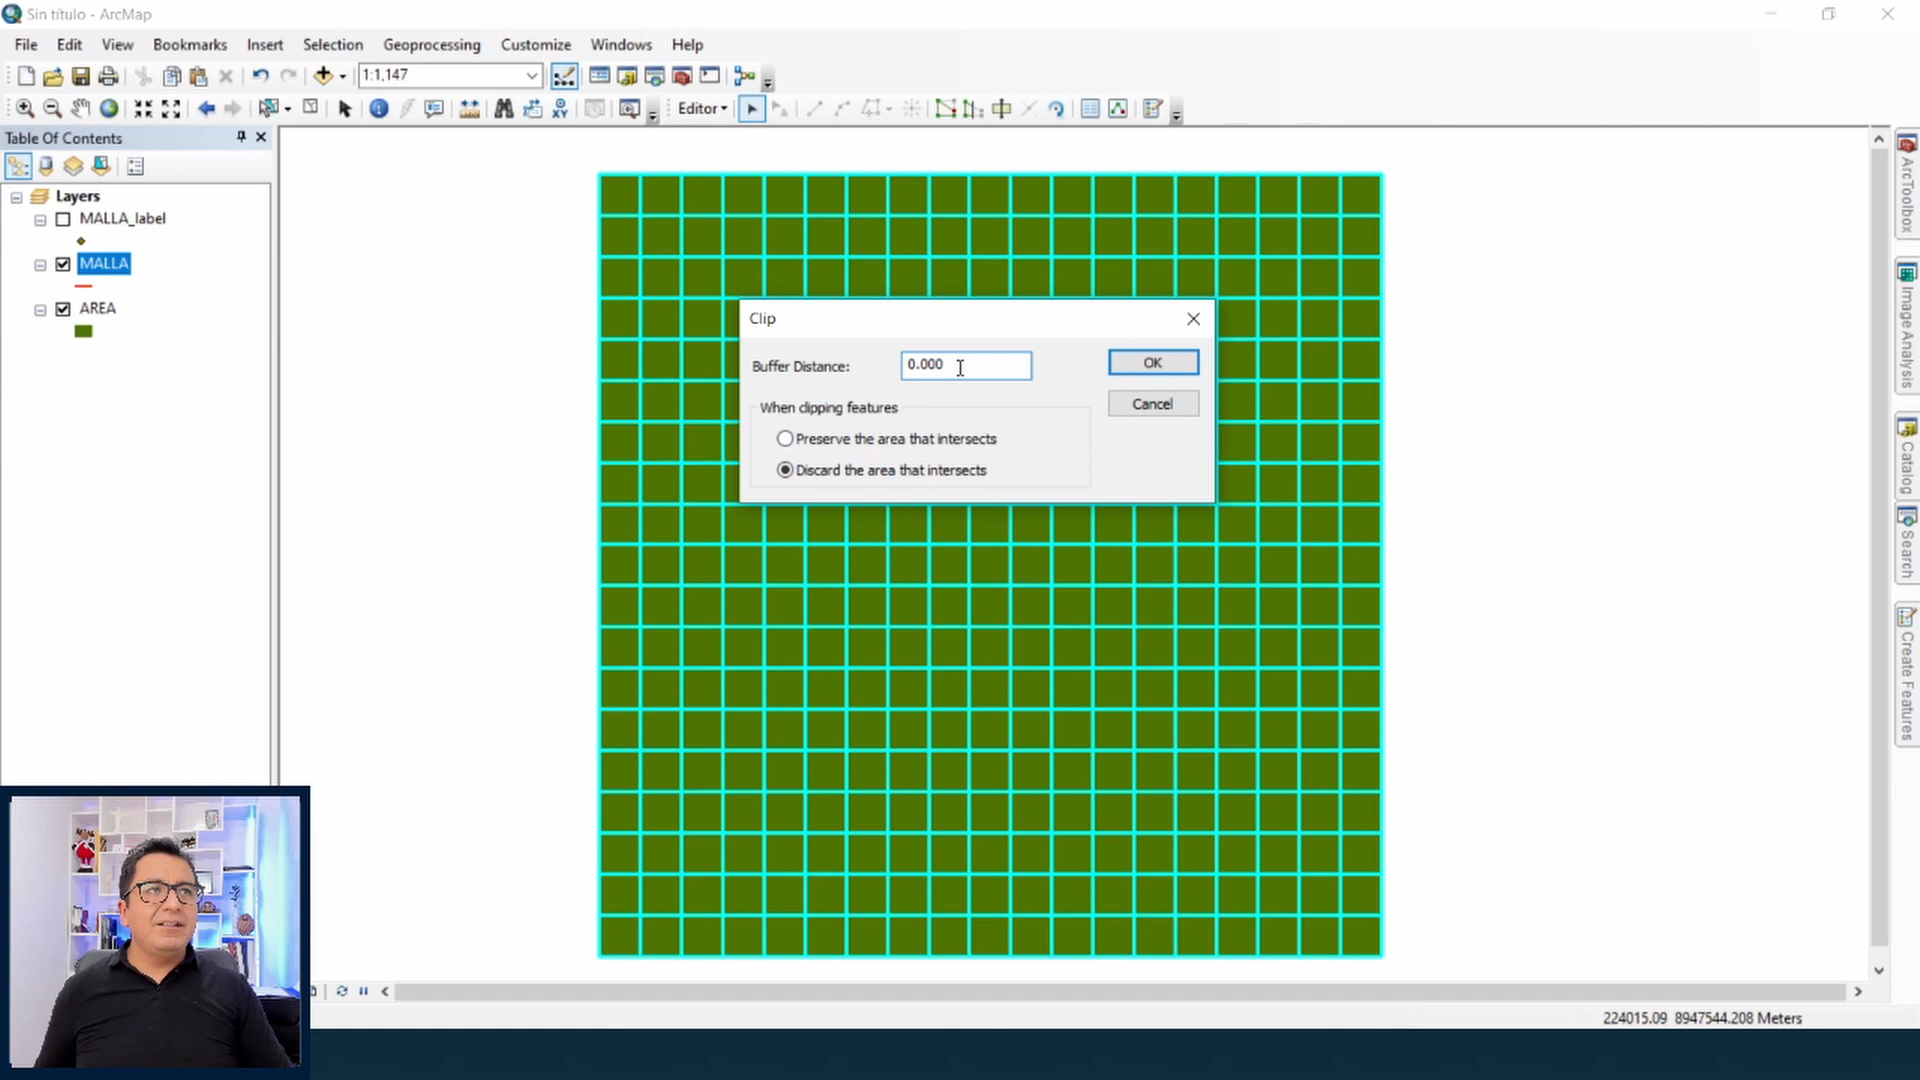 Sin título - ArcMap
File Edit View Bookmarks Insert Selection Geoprocessing Customize Windows Help
1:1,147
Editor
Table Of Contents
Layers
MALLA_label
MALLA
AREA
Clip
Buffer Distance:
0.000
OK
When clipping features
Cancel
Preserve the area that intersects
Discard the area that intersects
ArcToolbox
Image Analysis
Catalog
Search
Create Features
224015.09 8947544.208 Meters